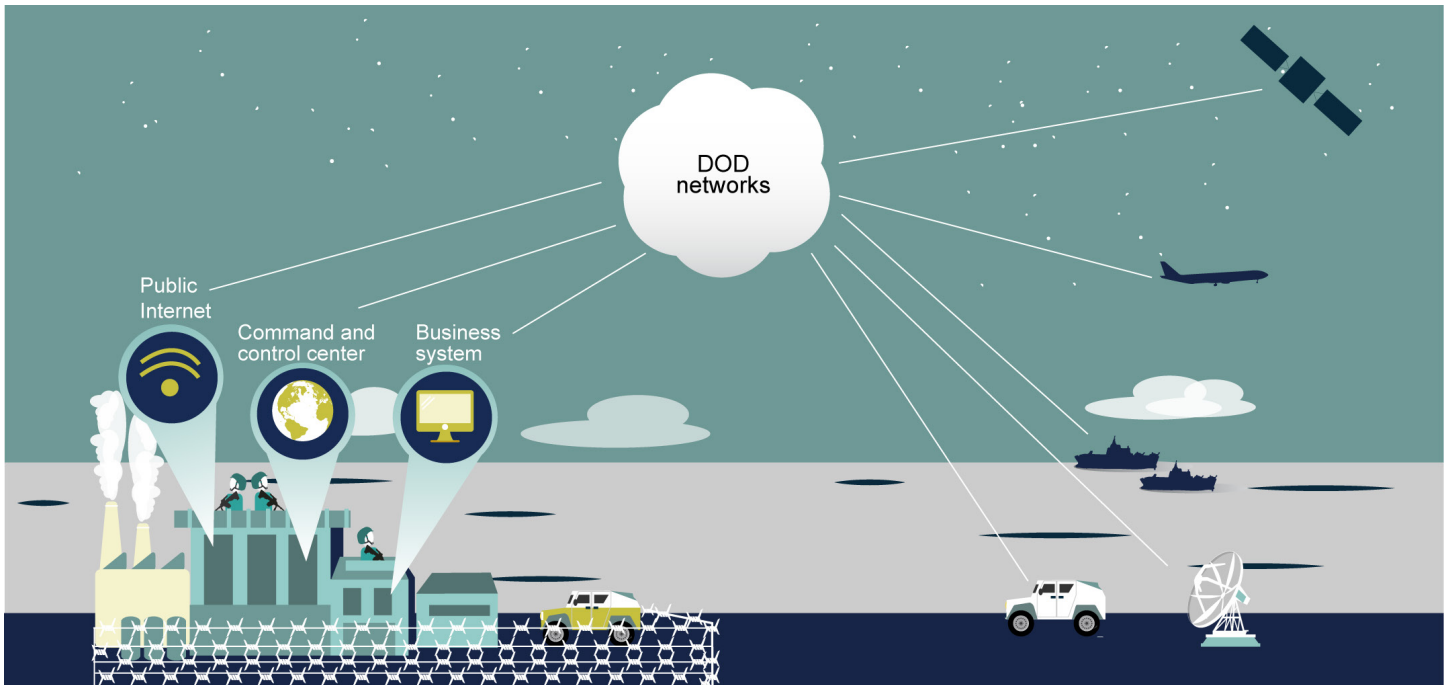 DOD
networks
Public
Internet
Command and
control center
Business
system